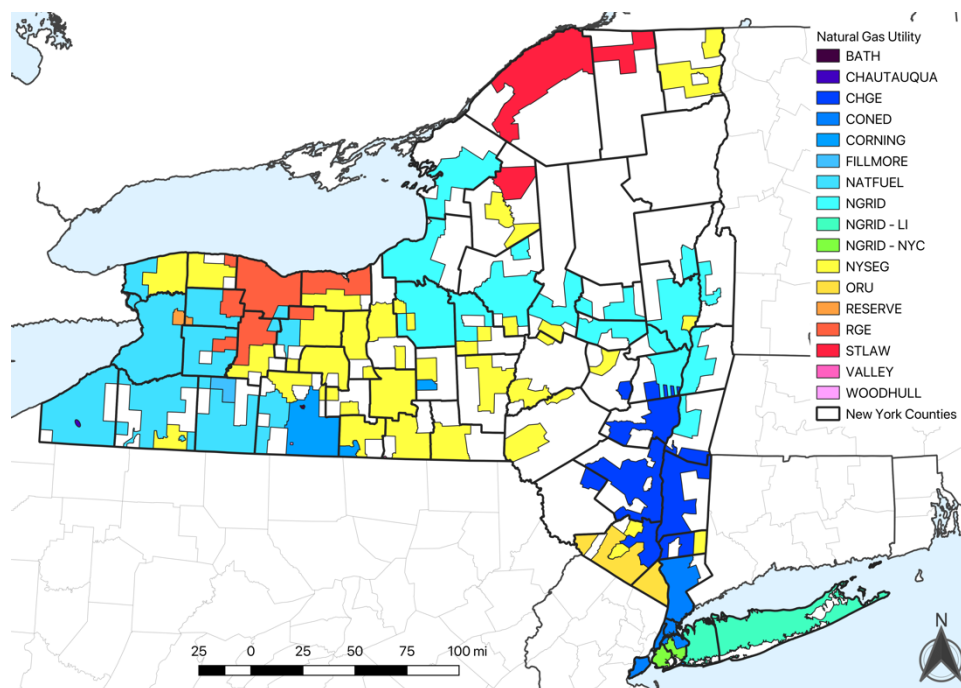 Natural Gas Utility
BATH
CHAUTAUQUA
CHGE
CONED
CORNING
FILLMORE
NATFUEL
NGRID
NGRID - LI
NGRID - NYC
NYSEG
ORU
RESERVE
RGE
STLAW
VALLEY
WOODHULL
New York Counties
N
25 0 25 50 75 100 mi